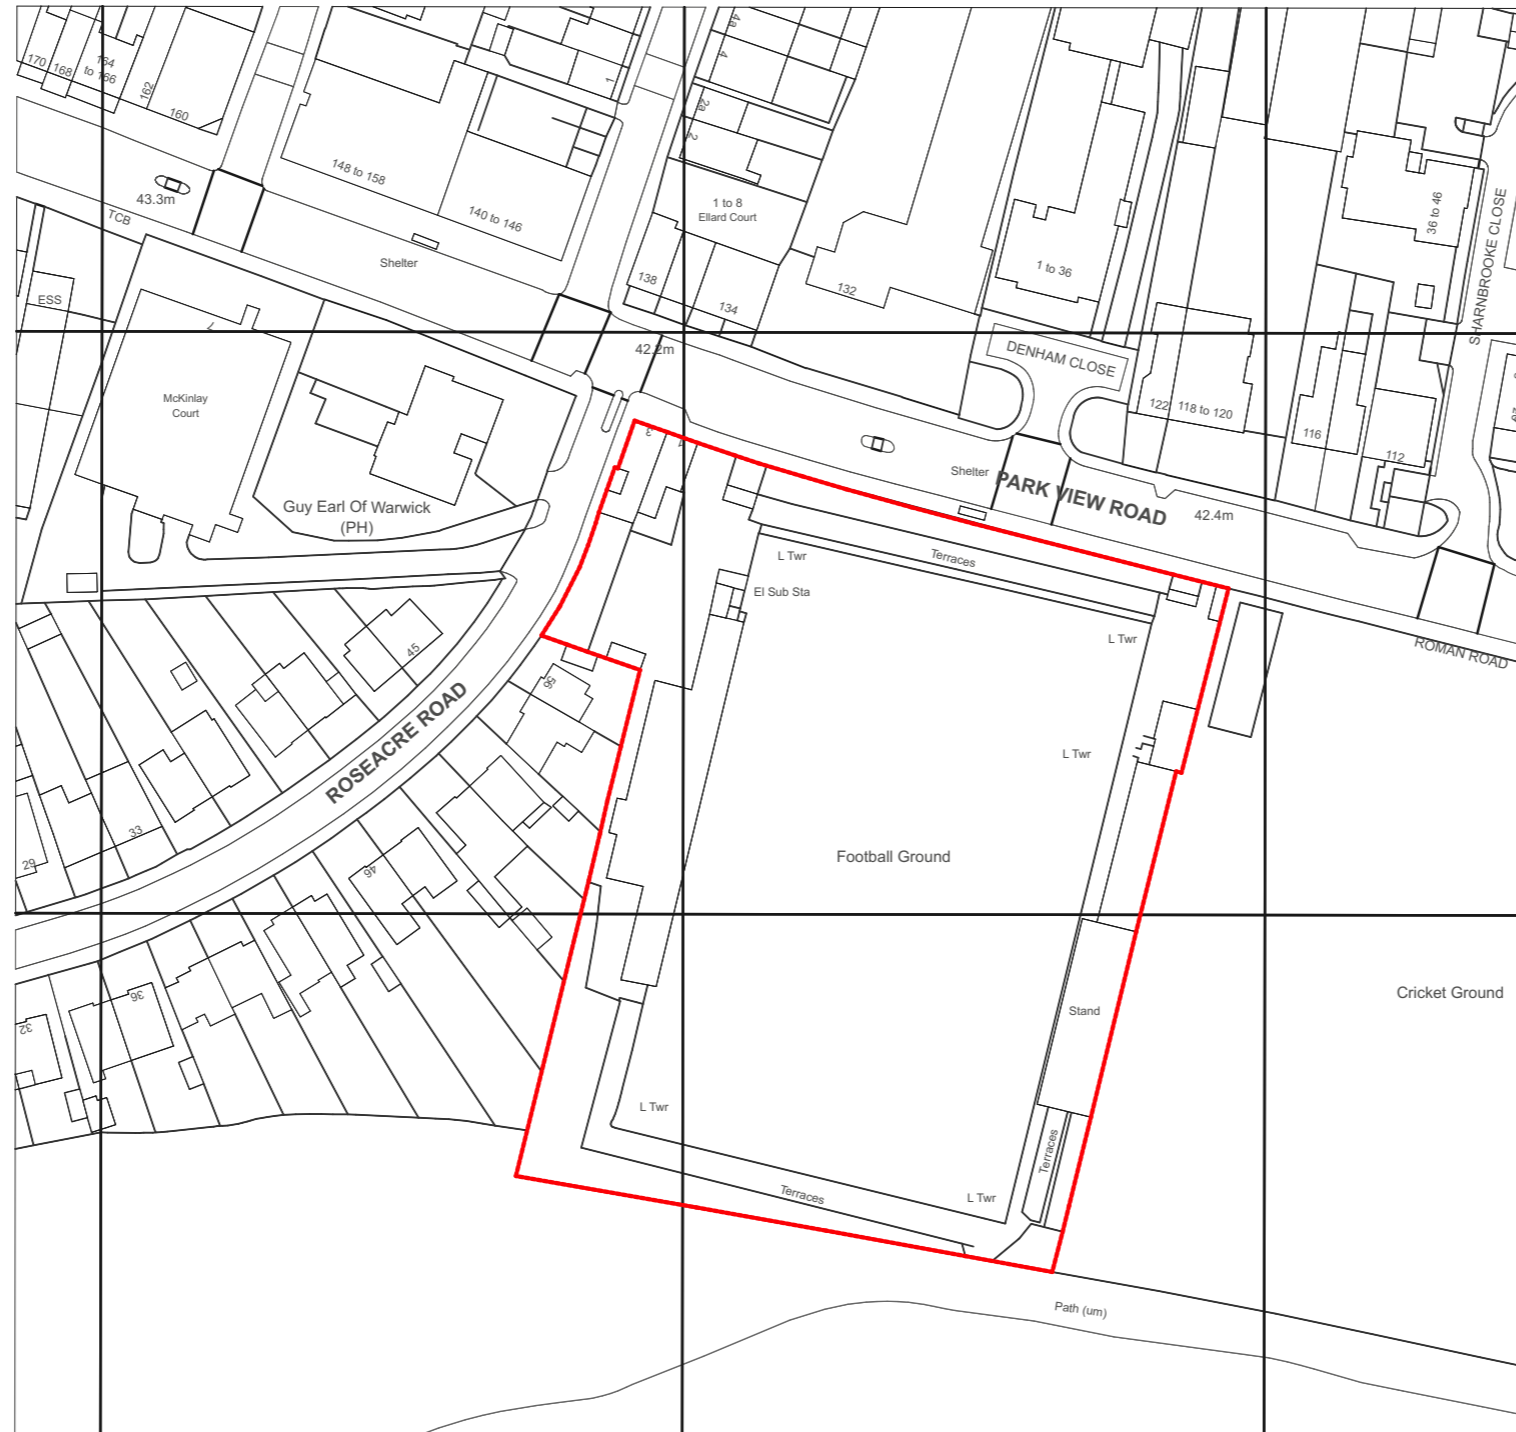 4a
4
170
168
164
to 166
162
160
1
2a
2
148 to 158
140 to 146
1 to 8
Ellard Court
43.3m
TCB
Shelter
138
134
132
1 to 36
36 to 46
SHARNBROOKE CLOSE
ESS
42.2m
DENHAM CLOSE
McKinlay
Court
122
118 to 120
116
112
3
Shelter
PARK VIEW ROAD
42.4m
Guy Earl Of Warwick
(PH)
L Twr
Terraces
El Sub Sta
L Twr
ROMAN ROAD
45
56
ROSEACRE ROAD
L Twr
33
29
46
Football Ground
36
32
Cricket Ground
Stand
L Twr
Terraces
Terraces
L Twr
Path (um)